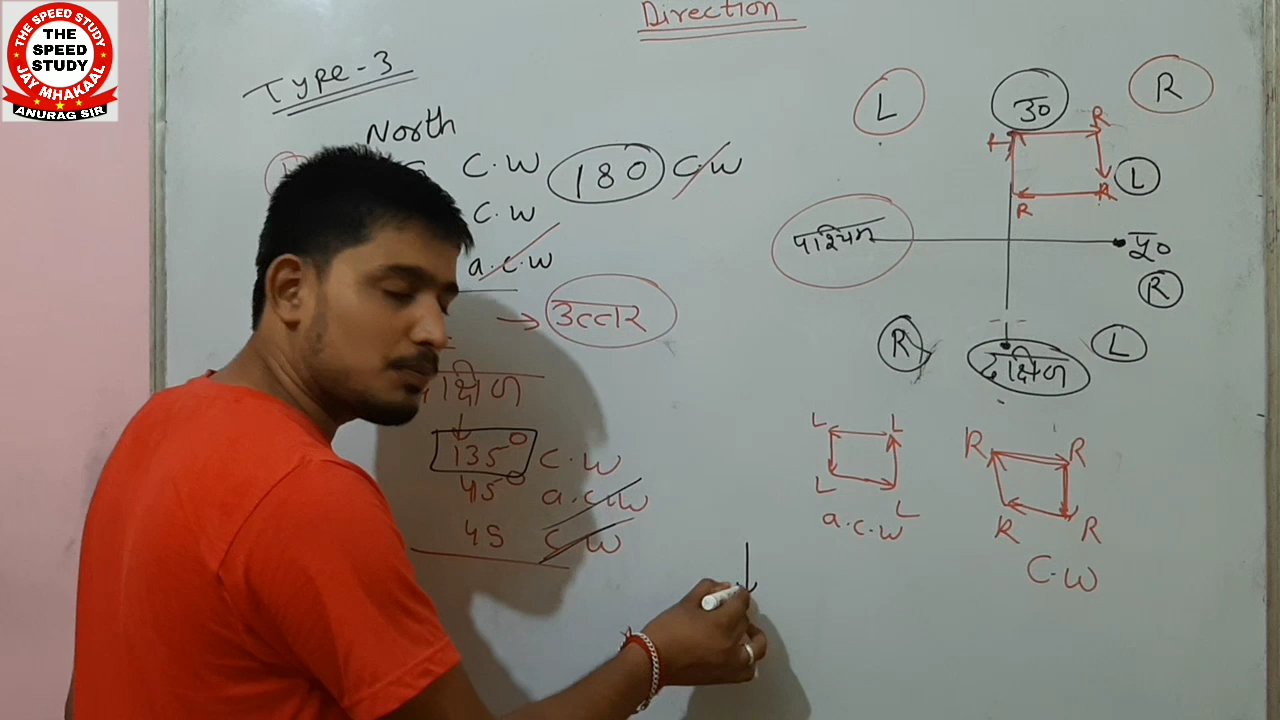 THE SPEED STUDY
THE
SPEED
STUDY
JAY MHAKAAL
ANURAG SIR
Direction
Type-3
North
C.W 180 C.W
C.W
a.c.w
→ उत्तर
135° C.W
45° a.c.w
45 C.W
L उ० R
R
L
R R
पश्चिम पू०
R
R दक्षिण L
L L R R
L L R R
a.c.w
C.W